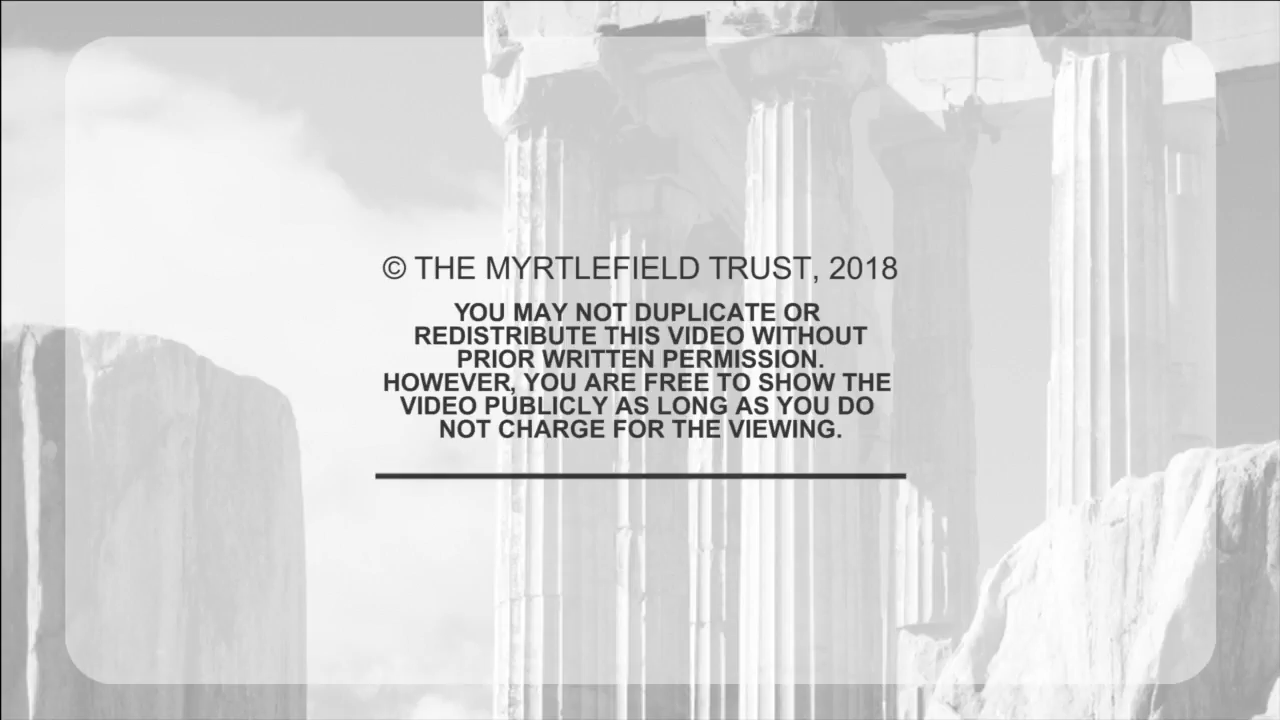 © THE MYRTLEFIELD TRUST, 2018
YOU MAY NOT DUPLICATE OR
REDISTRIBUTE THIS VIDEO WITHOUT
PRIOR WRITTEN PERMISSION.
HOWEVER, YOU ARE FREE TO SHOW THE
VIDEO PUBLICLY AS LONG AS YOU DO
NOT CHARGE FOR THE VIEWING.